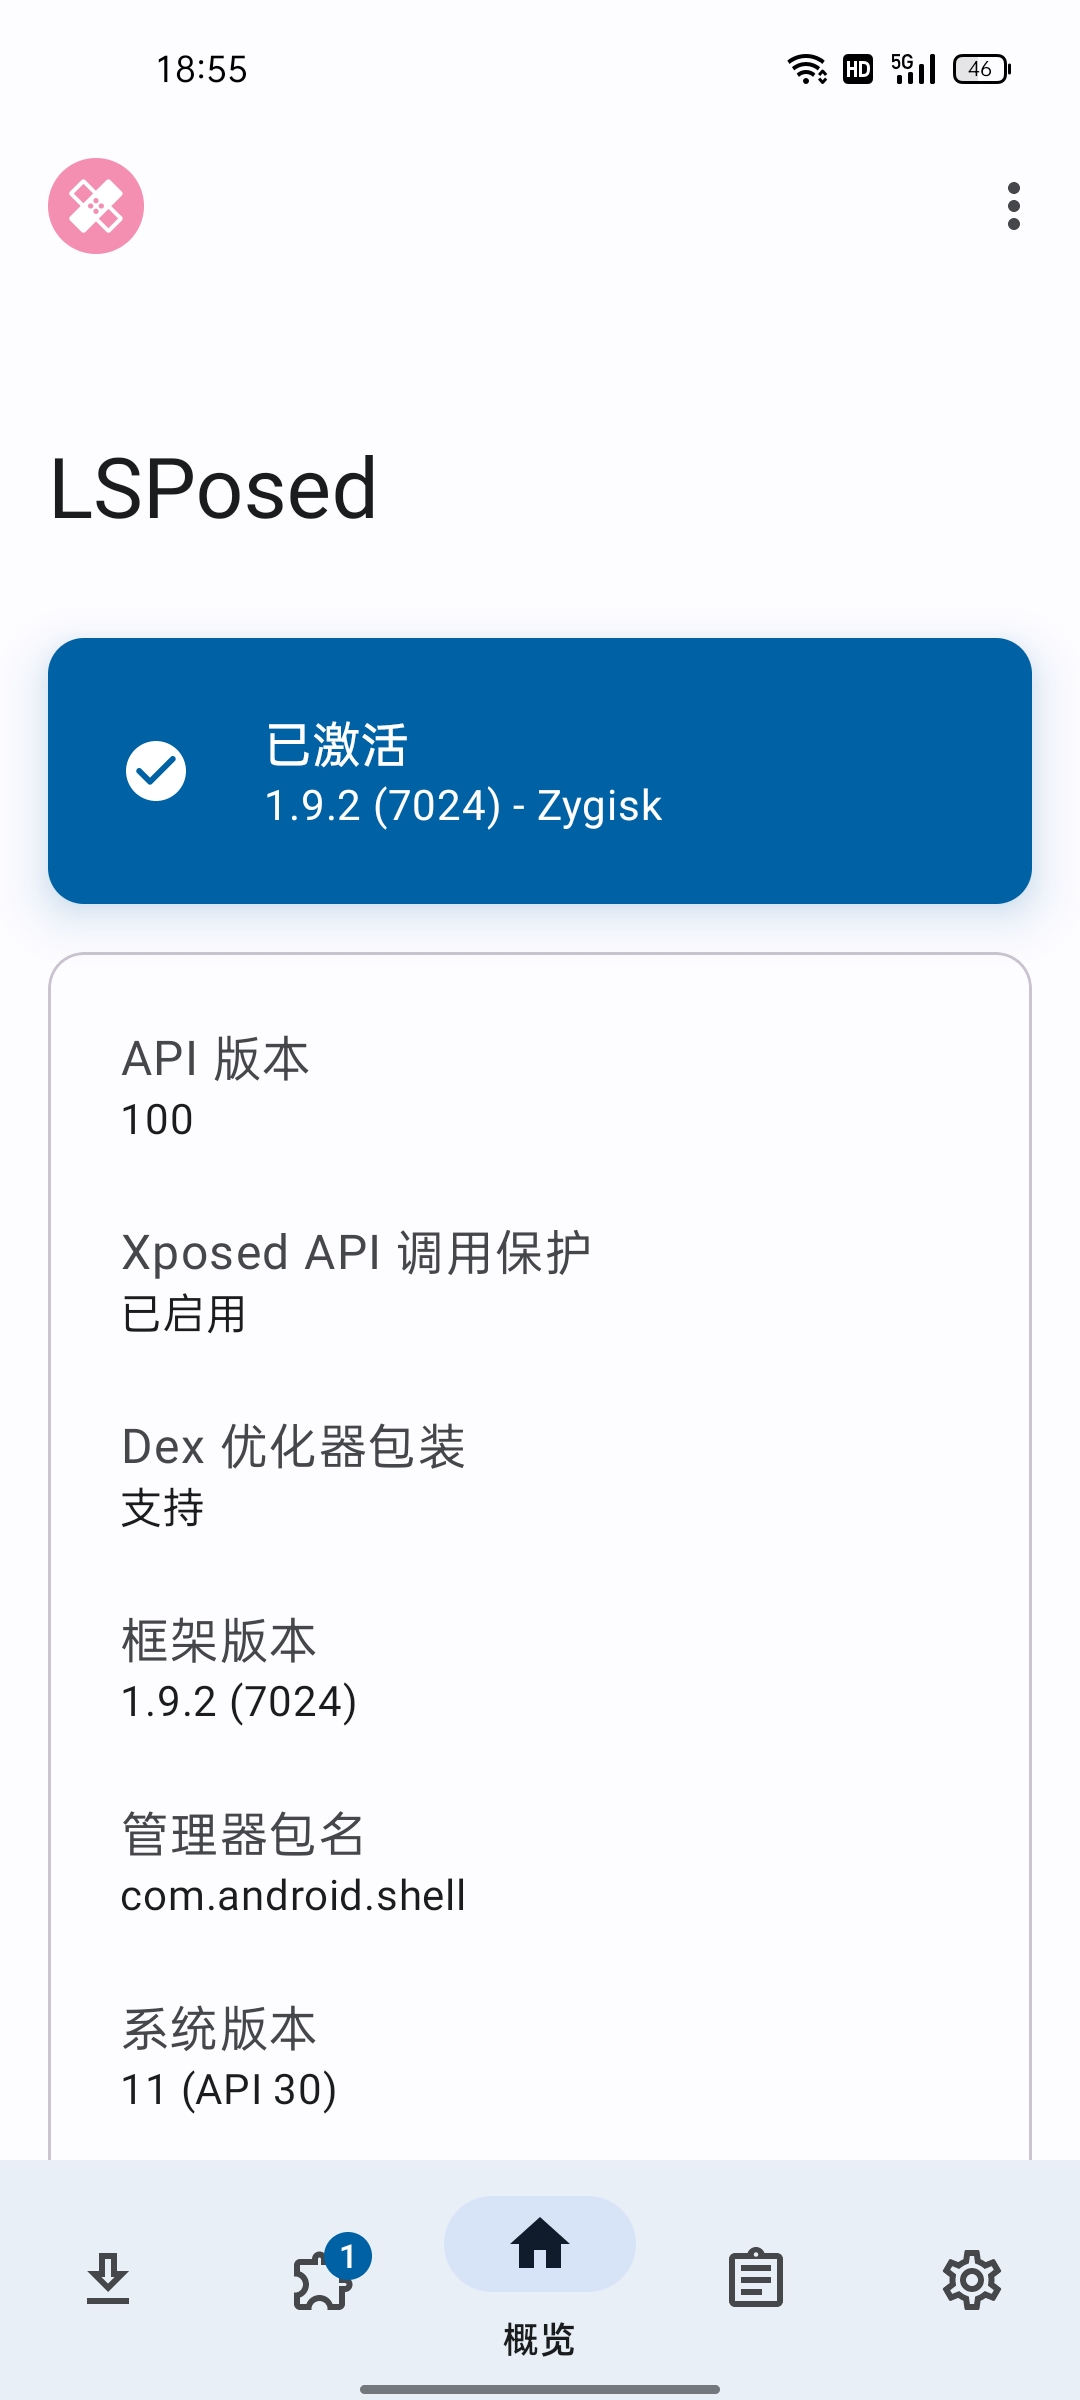 18:55
HD
5G
46
LSPosed
已激活
1.9.2 (7024) - Zygisk
API 版本
100
Xposed API 调用保护
已启用
Dex 优化器包装
支持
框架版本
1.9.2 (7024)
管理器包名
com.android.shell
系统版本
11 (API 30)
1
概览